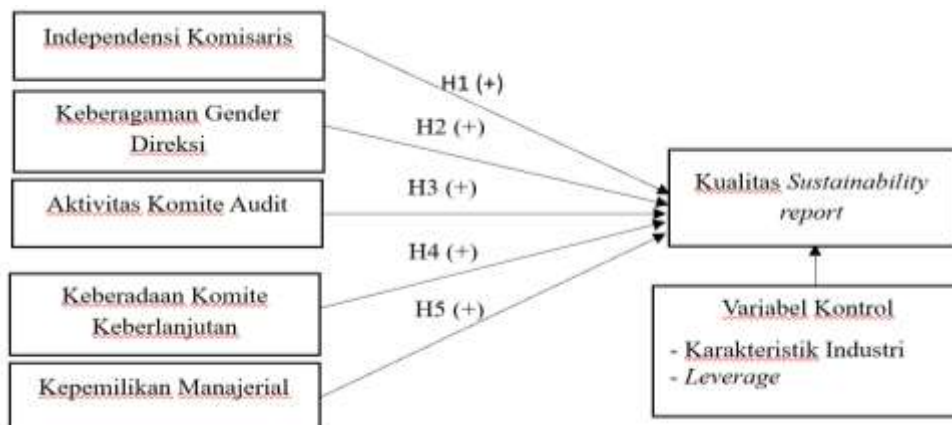 Independensi Komisaris
Keberagaman Gender
Direksi
Aktivitas Komite Audit
Keberadaan Komite
Keberlanjutan
Kepemilikan Manajerial
H1 (+)
H2 (+)
H3 (+)
H4 (+)
H5 (+)
Kualitas Sustainability
report
Variabel Kontrol
- Karakteristik Industri
- Leverage